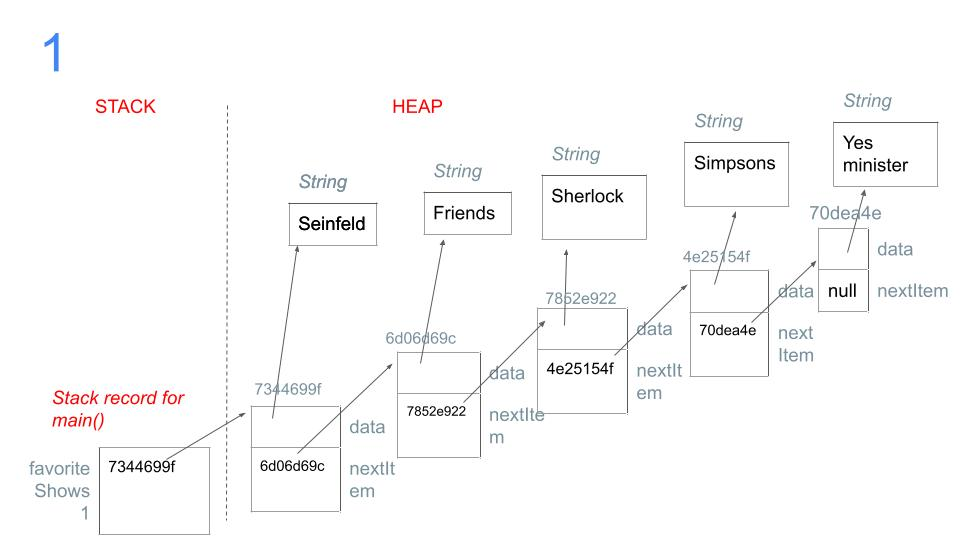 1
STACK
HEAP
String
Seinfeld
String
Friends
String
Sherlock
String
Simpsons
String
Yes
minister
Stack record for
main()
favorite
Shows
1
7344699f
7344699f
data
6d06d69c
nextIt
em
6d06d69c
data
7852e922
nextIte
m
7852e922
data
4e25154f
nextIt
em
4e25154f
data
70dea4e
next
Item
70dea4e
data
null
nextItem